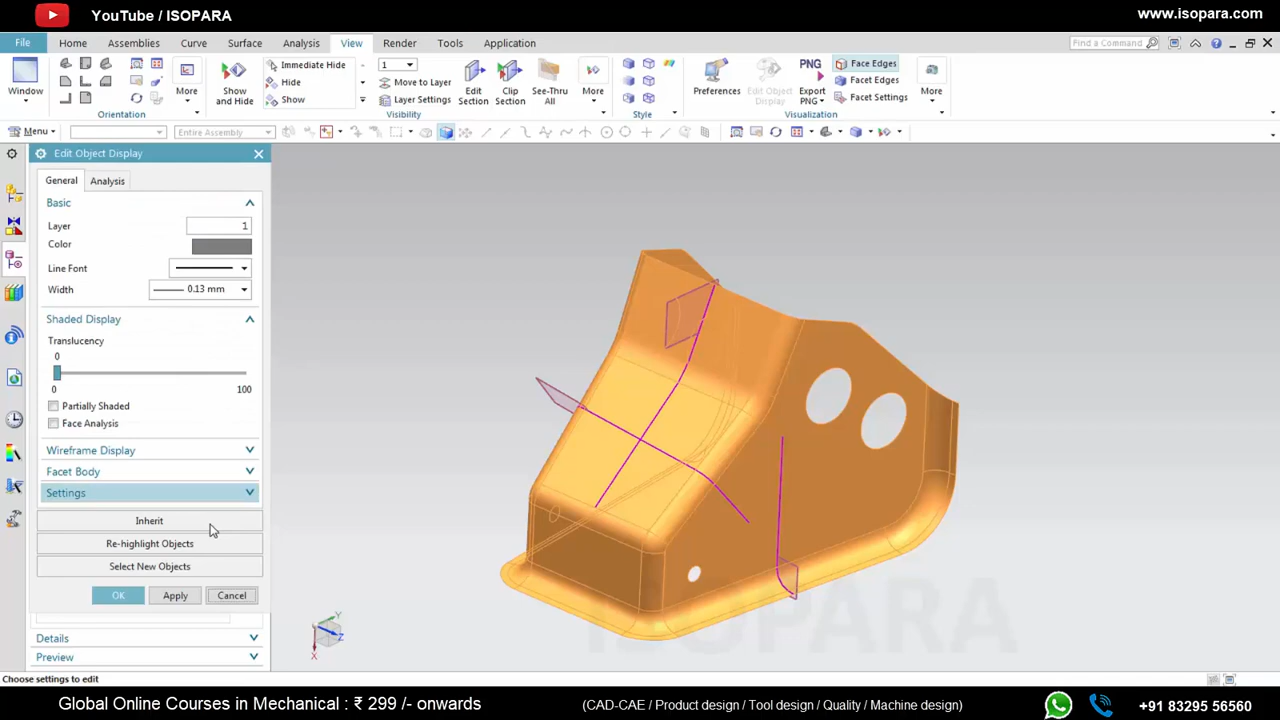 YouTube / ISOPARA
www.isopara.com
File Home Assemblies Curve Surface Analysis View Render Tools Application
Find a Command
Window
More
Orientation
Show and Hide
Immediate Hide
Hide
Show
1
Move to Layer
Layer Settings
Visibility
Edit Section
Clip Section
See-Thru All
More
Style
Preferences
Edit Object Display
Export PNG
PNG
Face Edges
Facet Edges
Facet Settings
More
Visualization
Menu
Entire Assembly
Edit Object Display
General Analysis
Basic
Layer 1
Color
Line Font
Width 0.13 mm
Shaded Display
Translucency
0
0 100
Partially Shaded
Face Analysis
Wireframe Display
Facet Body
Settings
Inherit
Re-highlight Objects
Select New Objects
OK Apply Cancel
Details
Preview
Y
Z
X
ISOPARA
Choose settings to edit
Global Online Courses in Mechanical : ₹ 299 /- onwards
(CAD-CAE / Product design / Tool design / Quality / Machine design)
+91 83295 56560